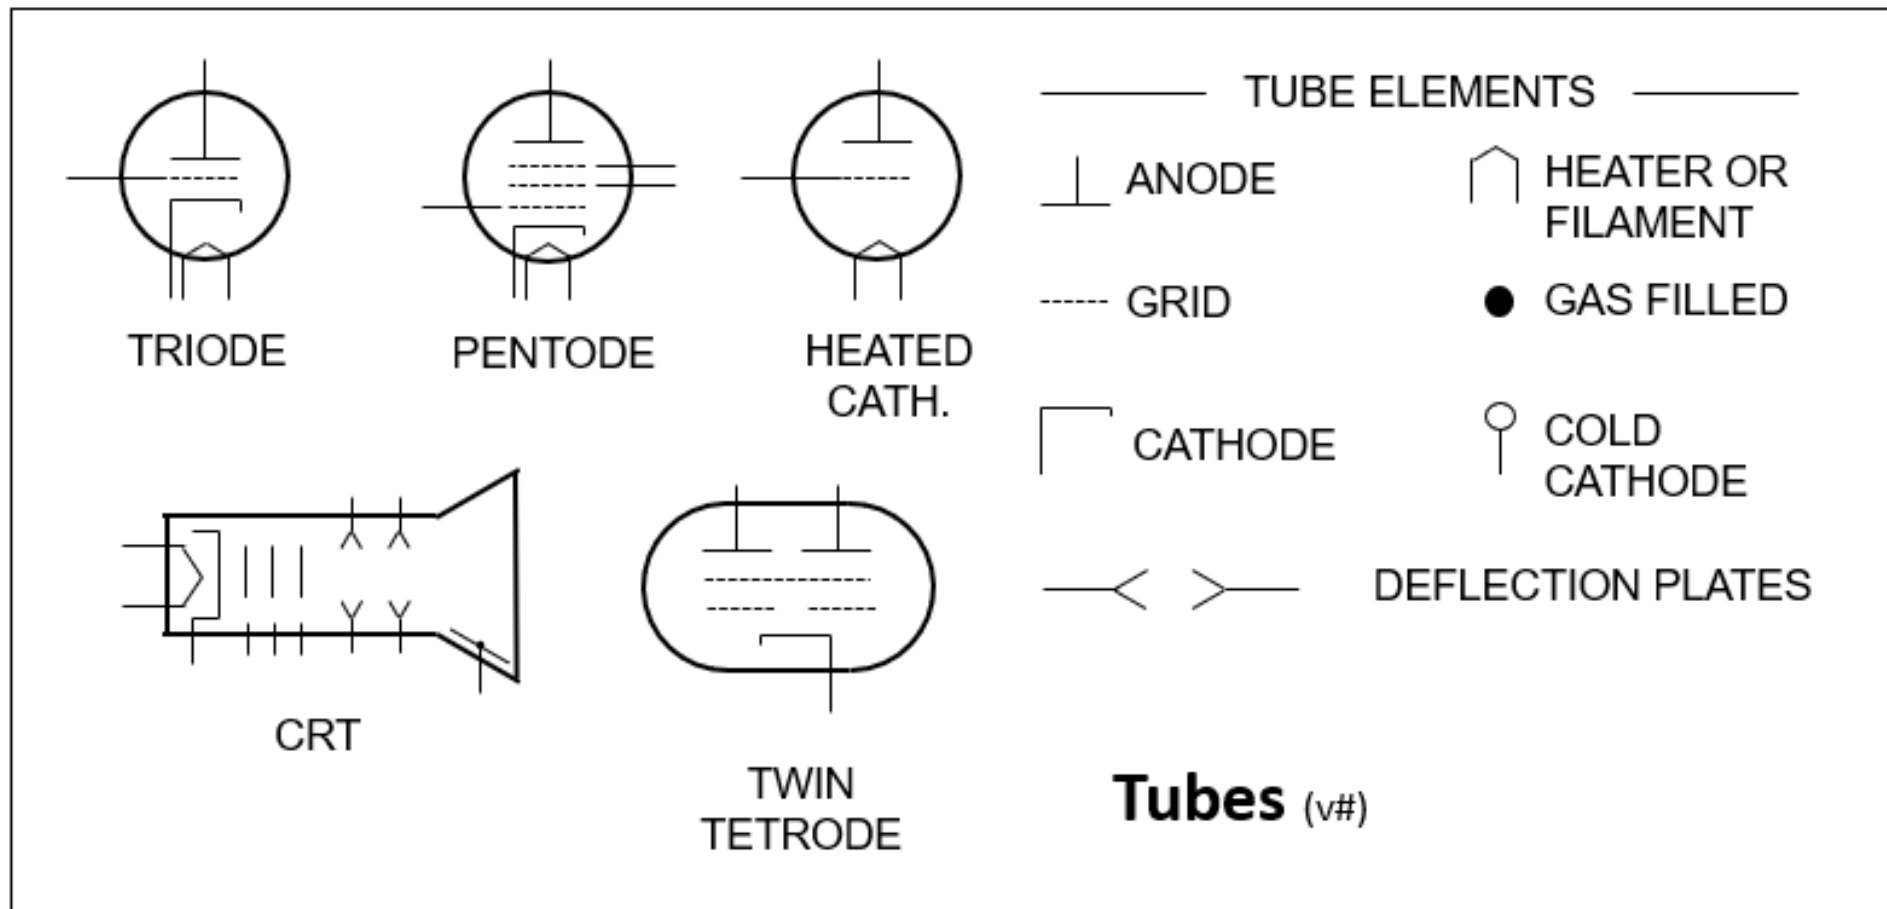 TRIODE
PENTODE
HEATED
CATH.
CRT
TWIN
TETRODE
TUBE ELEMENTS
ANODE
HEATER OR
FILAMENT
GRID
GAS FILLED
CATHODE
COLD
CATHODE
DEFLECTION PLATES
Tubes (v#)